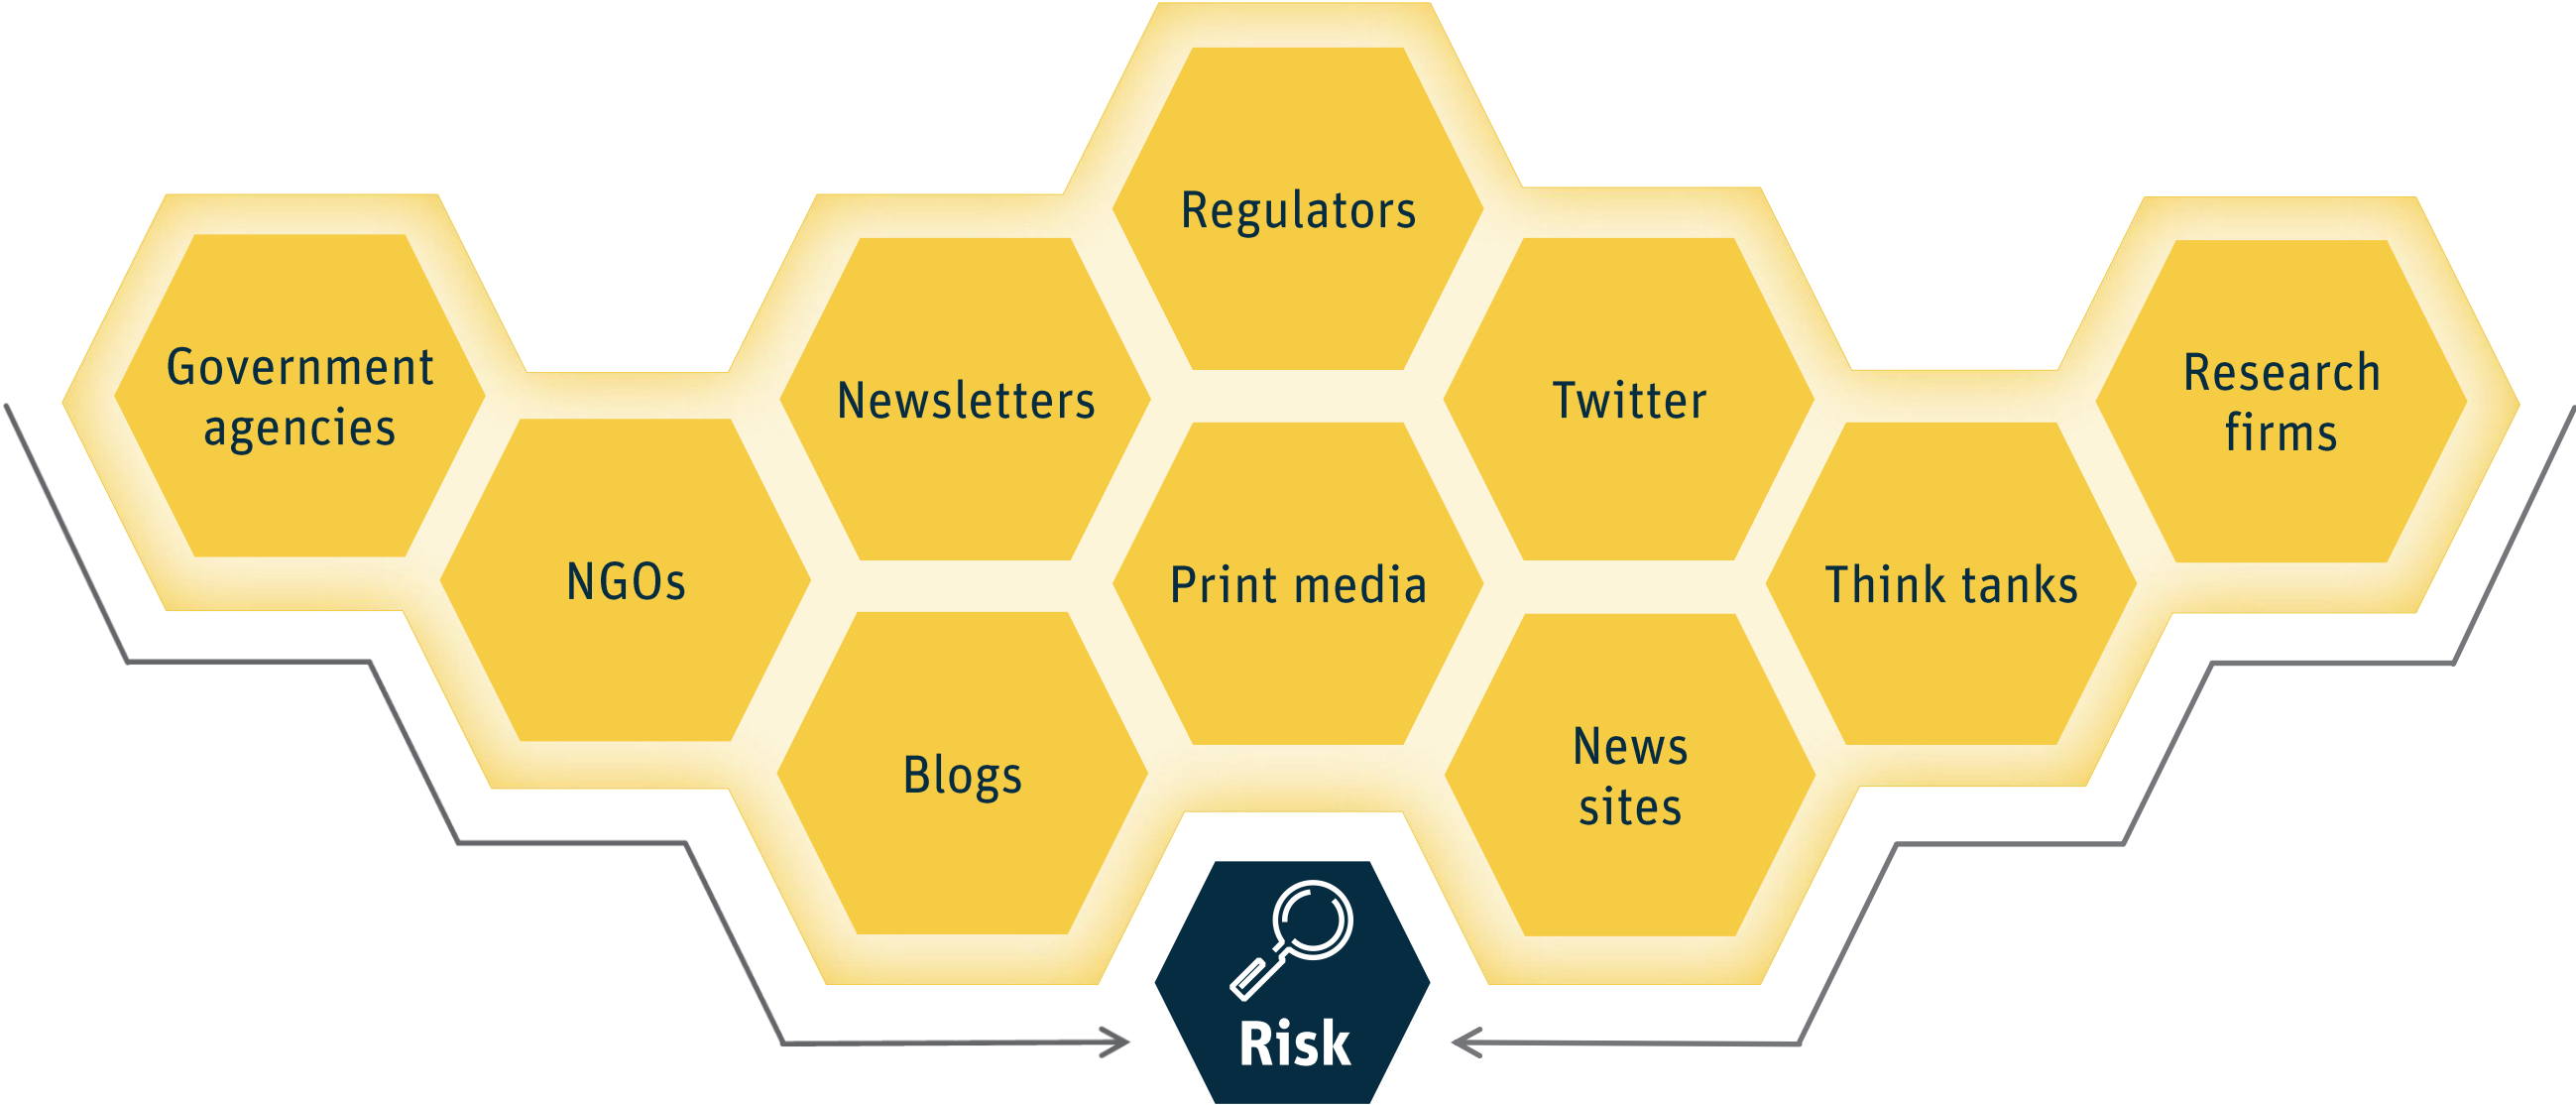 Regulators
Government
agencies
Newsletters
Twitter
Research
firms
NGOs
Print media
Think tanks
Blogs
News
sites
Risk